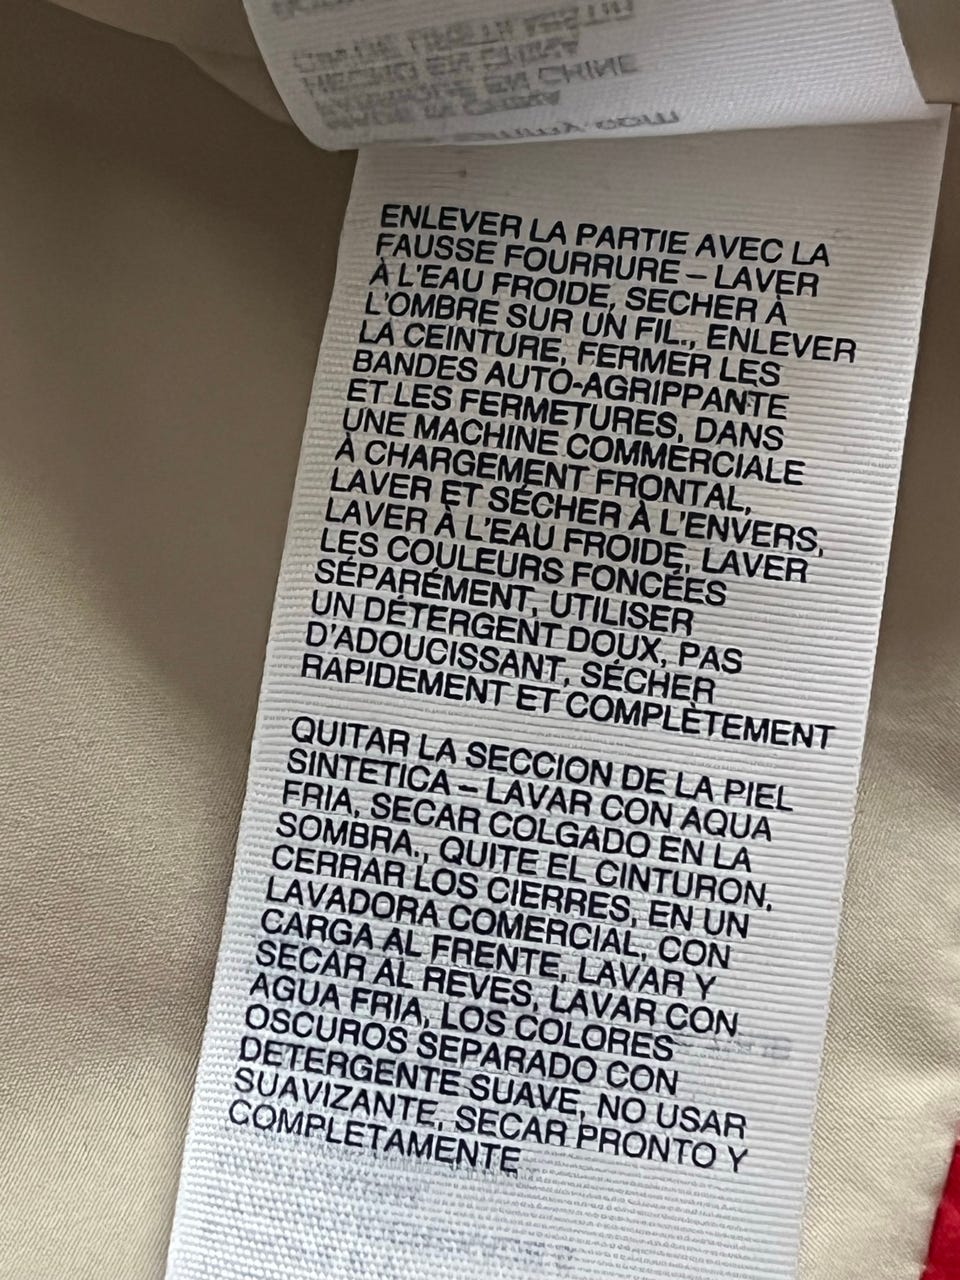 ENLEVER LA PARTIE AVEC LA
FAUSSE FOURRURE – LAVER
À L'EAU FROIDE, SECHER À
L'OMBRE SUR UN FIL., ENLEVER
LA CEINTURE, FERMER LES
BANDES AUTO-AGRIPPANTE
ET LES FERMETURES, DANS
UNE MACHINE COMMERCIALE
À CHARGEMENT FRONTAL,
LAVER ET SÉCHER À L'ENVERS,
LAVER À L'EAU FROIDE, LAVER
LES COULEURS FONCÉES
SÉPARÉMENT, UTILISER
UN DÉTERGENT DOUX, PAS
D'ADOUCISSANT, SÉCHER
RAPIDEMENT ET COMPLÈTEMENT
QUITAR LA SECCION DE LA PIEL
SINTETICA – LAVAR CON AQUA
FRIA, SECAR COLGADO EN LA
SOMBRA., QUITE EL CINTURON,
CERRAR LOS CIERRES, EN UN
LAVADORA COMERCIAL, CON
CARGA AL FRENTE, LAVAR Y
SECAR AL REVES, LAVAR CON
AGUA FRIA, LOS COLORES
OSCUROS SEPARADO CON
DETERGENTE SUAVE, NO USAR
SUAVIZANTE, SECAR PRONTO Y
COMPLETAMENTE